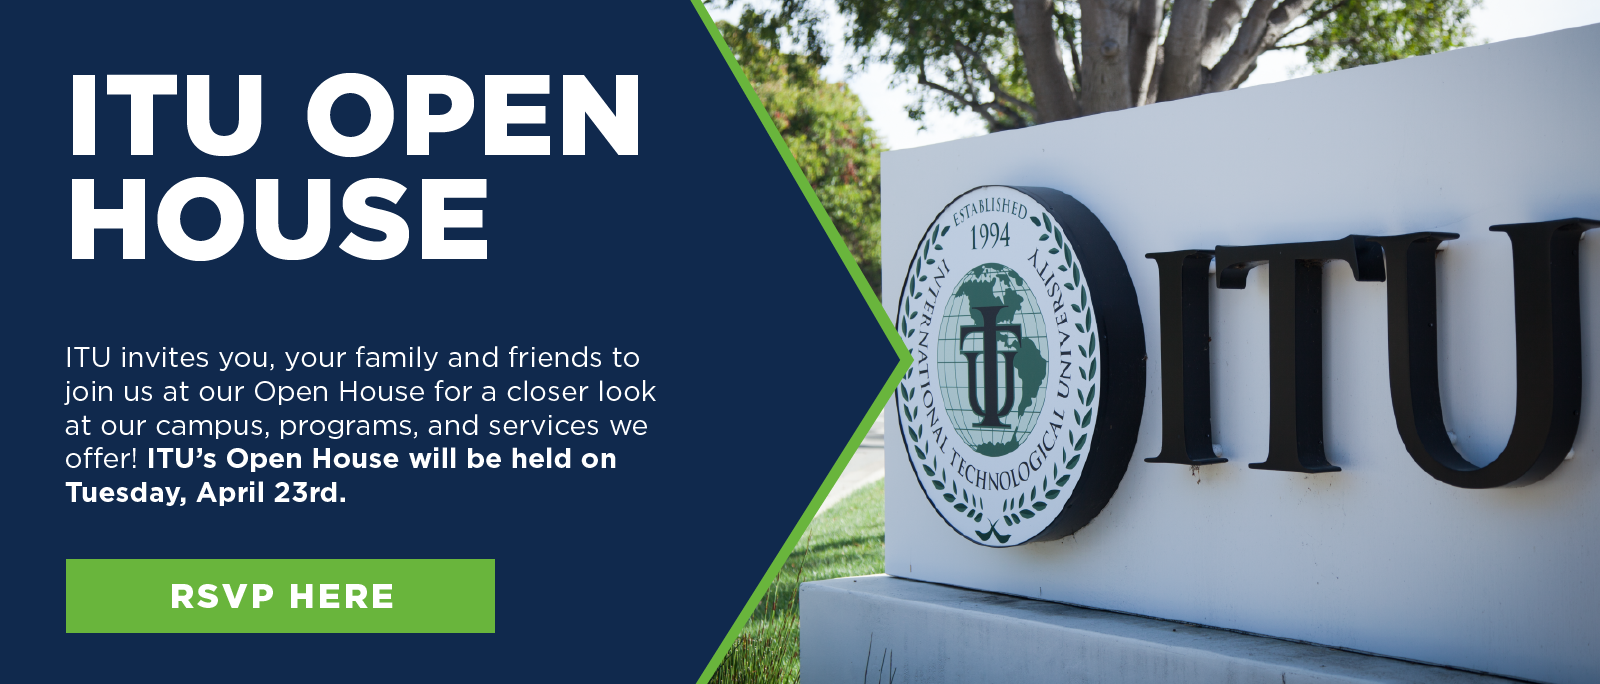 ITU OPEN
HOUSE
ITU invites you, your family and friends to
join us at our Open House for a closer look
at our campus, programs, and services we
offer! ITU’s Open House will be held on
Tuesday, April 23rd.
RSVP HERE
ESTABLISHED
1994
INTERNATIONAL TECHNOLOGICAL UNIVERSITY
ITU
ITU